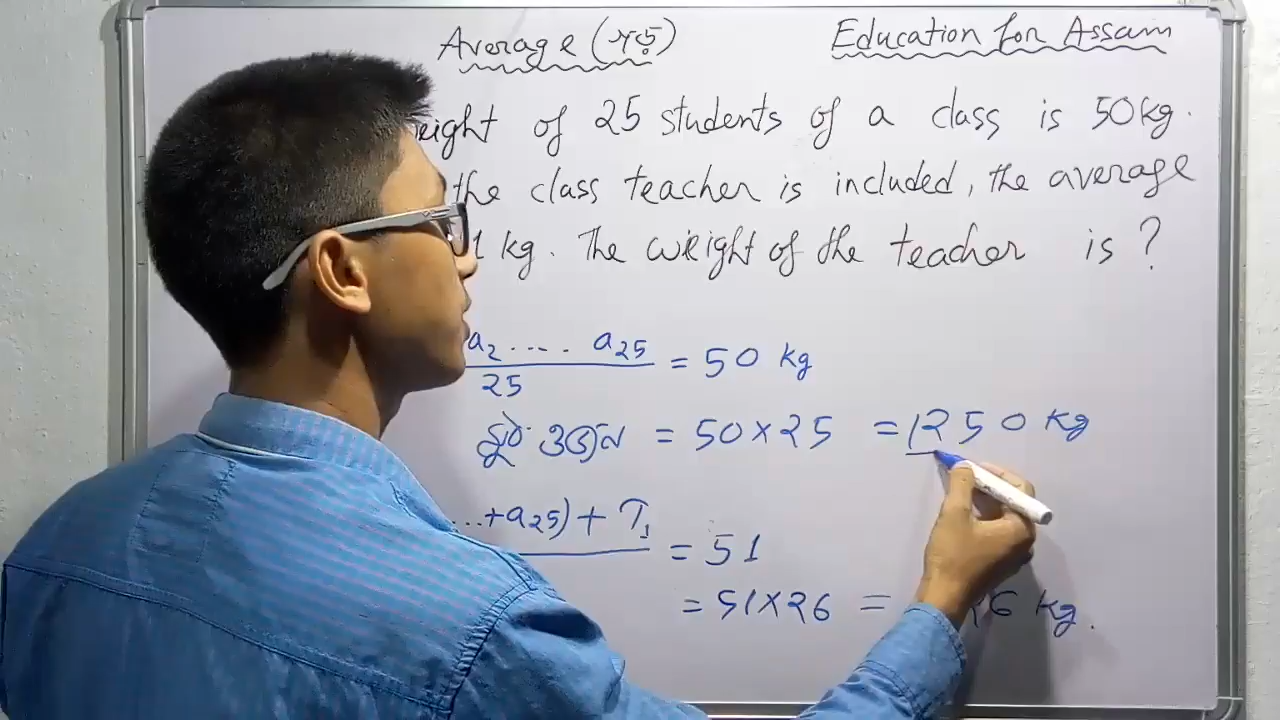 Average (গড়)
Education for Assam
of 25 students of a class is 50kg.
the class teacher is included, the average
1 kg. The weight of the teacher is ?
a₂ .... a₂₅ / 25 = 50 kg
মুঠ ওজন = 50×25 = 1250 kg
..+a₂₅) + T₁ = 51
= 51×26 = 26 kg.